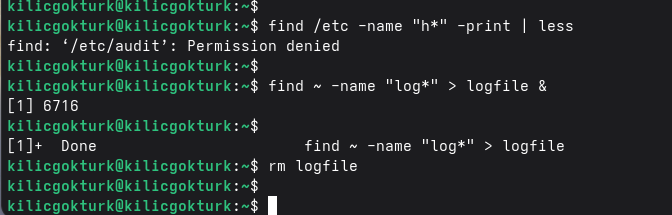 kilicgokturk@kilicgokturk:~$
kilicgokturk@kilicgokturk:~$ find /etc -name "h*" -print | less
find: ‘/etc/audit’: Permission denied
kilicgokturk@kilicgokturk:~$
kilicgokturk@kilicgokturk:~$ find ~ -name "log*" > logfile &
[1] 6716
kilicgokturk@kilicgokturk:~$
[1]+  Done                    find ~ -name "log*" > logfile
kilicgokturk@kilicgokturk:~$ rm logfile
kilicgokturk@kilicgokturk:~$
kilicgokturk@kilicgokturk:~$